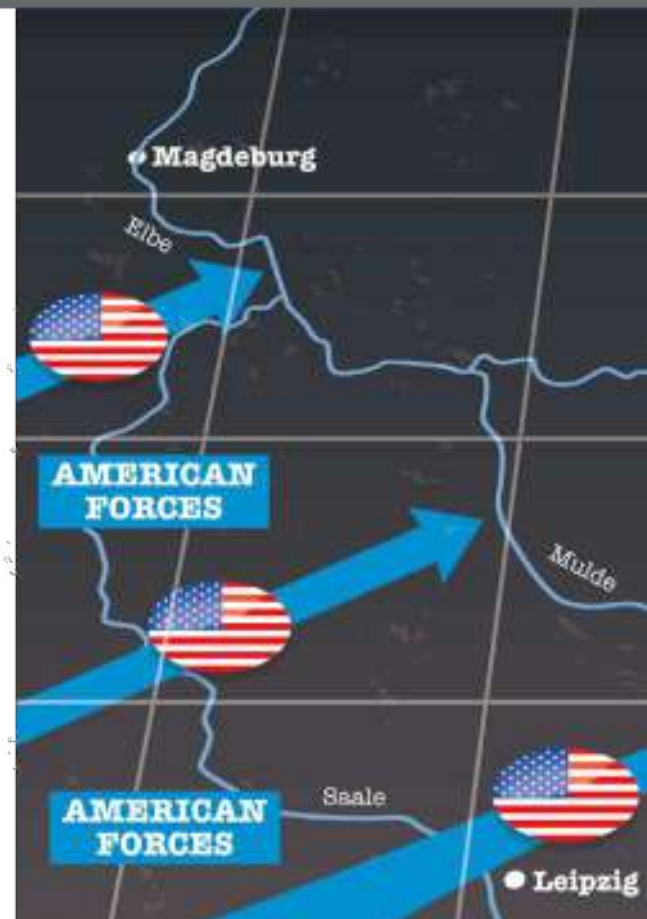 Magdeburg
Elbe
AMERICAN
FORCES
Mulde
Saale
AMERICAN
FORCES
Leipzig